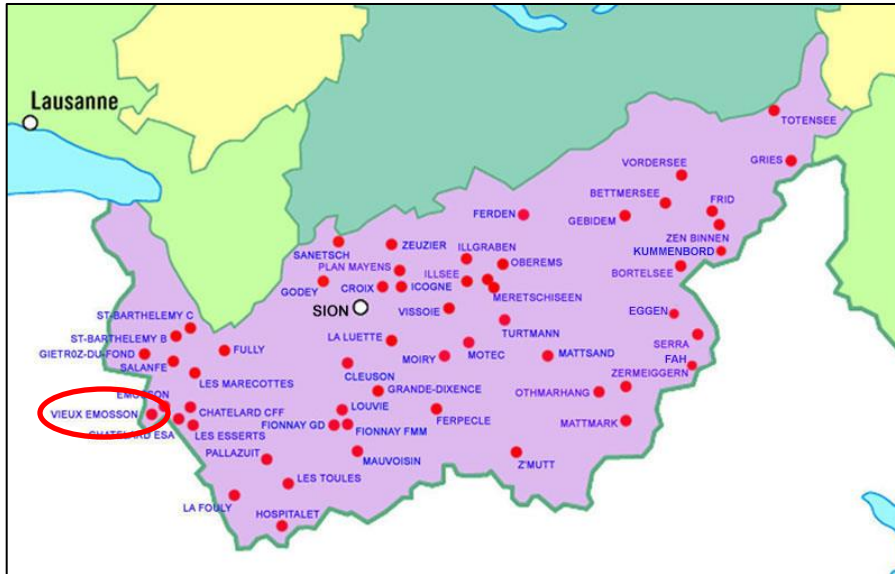 Lausanne
TOTENSEE
VORDERSEE
GRIES
BETTMERSEE
FRID
FERDEN
GEBIDEM
ZEN BINNEN
SANETSCH
ZEUZIER
ILLGRABEN
KUMMENBORD
PLAN MAYENS
OBEREMS
ILLSEE
BORTELSEE
GODEY
CROIX
ICOGNE
MERETSCHISEEN
SION
VISSOIE
EGGEN
ST-BARTHELEMY C
TURTMANN
ST-BARTHELEMY B
LA LUETTE
SERRA
GIETR0Z-DU-FOND
FULLY
MOIRY
MOTEC
MATTSAND
FAH
SALANFE
CLEUSON
ZERMEIGGERN
LES MARECOTTES
GRANDE-DIXENCE
OTHMARHANG
EMOSSON
VIEUX EMOSSON
CHATELARD CFF
LOUVIE
FERPECLE
MATTMARK
CHATELARD ESA
LES ESSERTS
FIONNAY GD
FIONNAY FMM
PALLAZUIT
MAUVOISIN
Z'MUTT
LES TOULES
LA FOULY
HOSPITALET